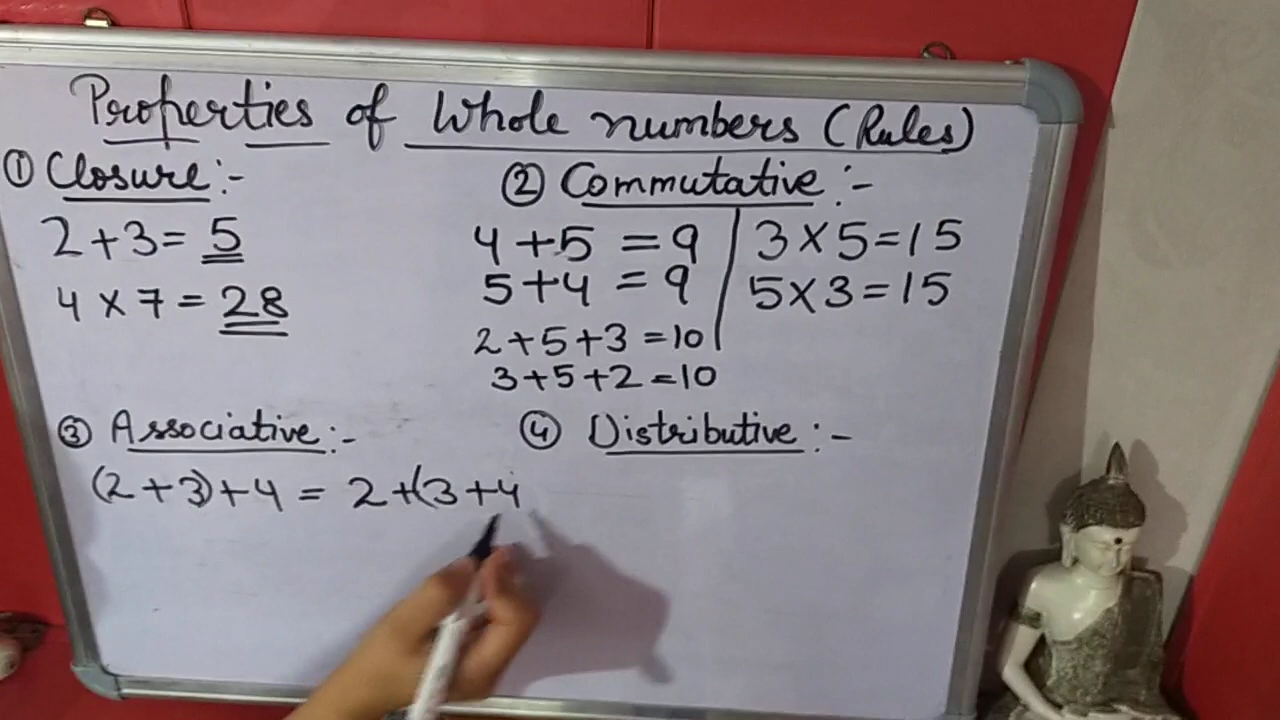 Properties of Whole numbers (Rules)
① Closure:-
2+3= 5
4 × 7 = 28
② Commutative:-
4+5 = 9
5+4 = 9
2+5+3 =10
3+5+2 =10
3×5=15
5×3=15
③ Associative:-
(2+3)+4 = 2+(3+4
④ Distributive:-